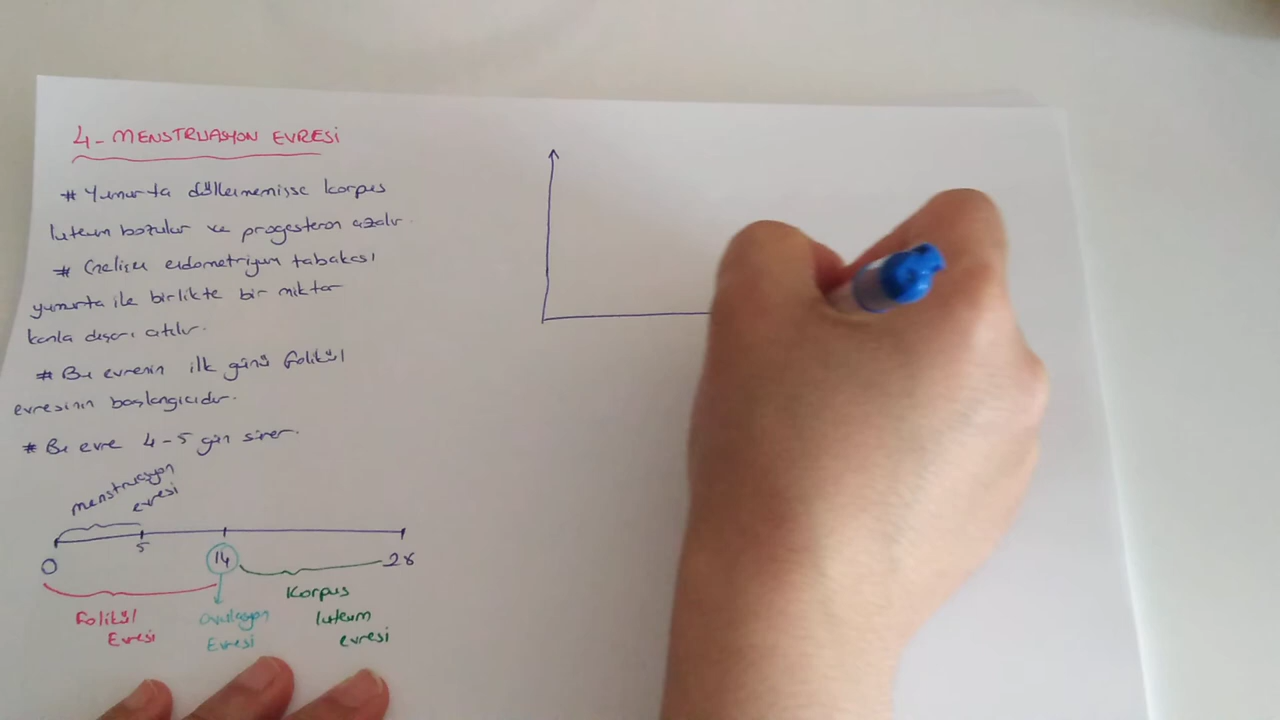 4- MENSTRUASYON EVRESİ
# Yumurta döllenmemişse korpus
luteum bozulur ve progesteron azalır.
# Gelişen endometriyum tabakası
yumurta ile birlikte bir miktar
kanla dışarı atılır.
# Bu evrenin ilk günü folikül
evresinin başlangıcıdır.
# Bu evre 4-5 gün sürer.
menstruasyon
evresi
0 5 14 28
folikül
Evresi
Ovulasyon
Evresi
Korpus
luteum
evresi